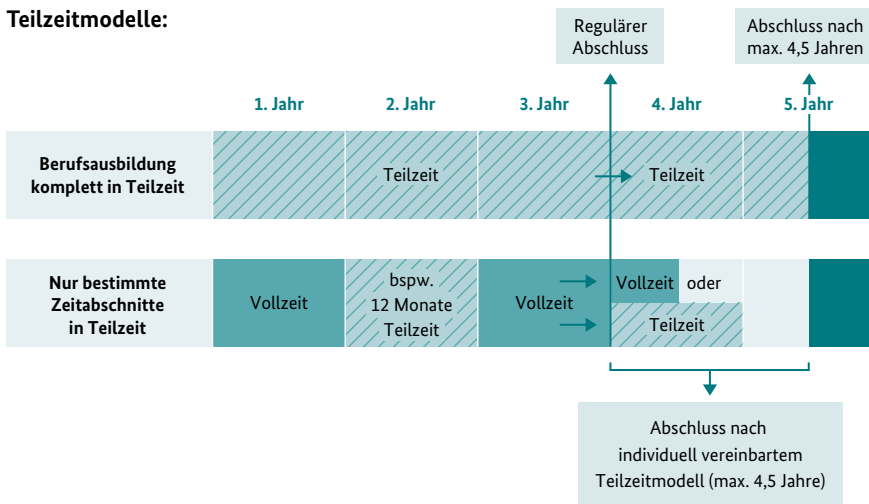 Teilzeitmodelle:
Regulärer
Abschluss
Abschluss nach
max. 4,5 Jahren
1. Jahr
2. Jahr
3. Jahr
4. Jahr
5. Jahr
Berufsausbildung
komplett in Teilzeit
Teilzeit
Teilzeit
Nur bestimmte
Zeitabschnitte
in Teilzeit
Vollzeit
bspw.
12 Monate
Teilzeit
Vollzeit
Vollzeit oder
Teilzeit
Abschluss nach
individuell vereinbartem
Teilzeitmodell (max. 4,5 Jahre)